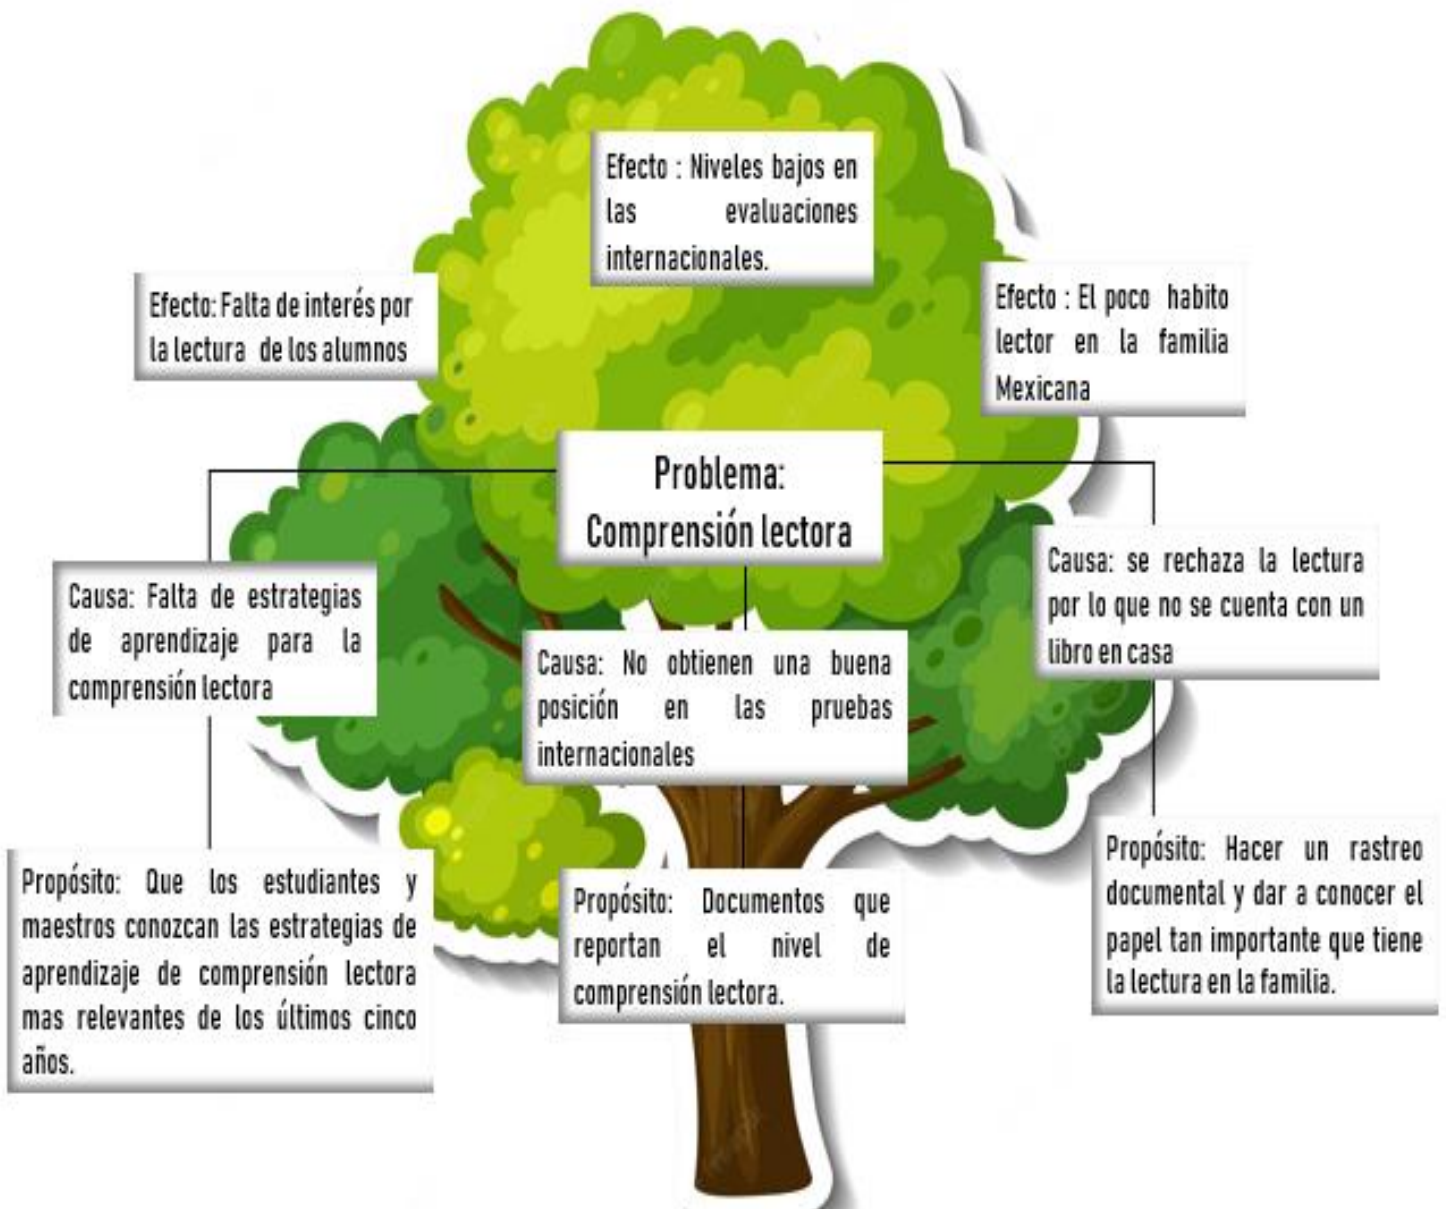 Efecto : Niveles bajos en
las evaluaciones
internacionales.
Efecto: Falta de interés por
la lectura de los alumnos
Efecto : El poco habito
lector en la familia
Mexicana
Problema:
Comprensión lectora
Causa: Falta de estrategias
de aprendizaje para la
comprensión lectora
Causa: No obtienen una buena
posición en las pruebas
internacionales
Causa: se rechaza la lectura
por lo que no se cuenta con un
libro en casa
Propósito: Que los estudiantes y
maestros conozcan las estrategias de
aprendizaje de comprensión lectora
mas relevantes de los últimos cinco
años.
Propósito: Documentos que
reportan el nivel de
comprensión lectora.
Propósito: Hacer un rastreo
documental y dar a conocer el
papel tan importante que tiene
la lectura en la familia.